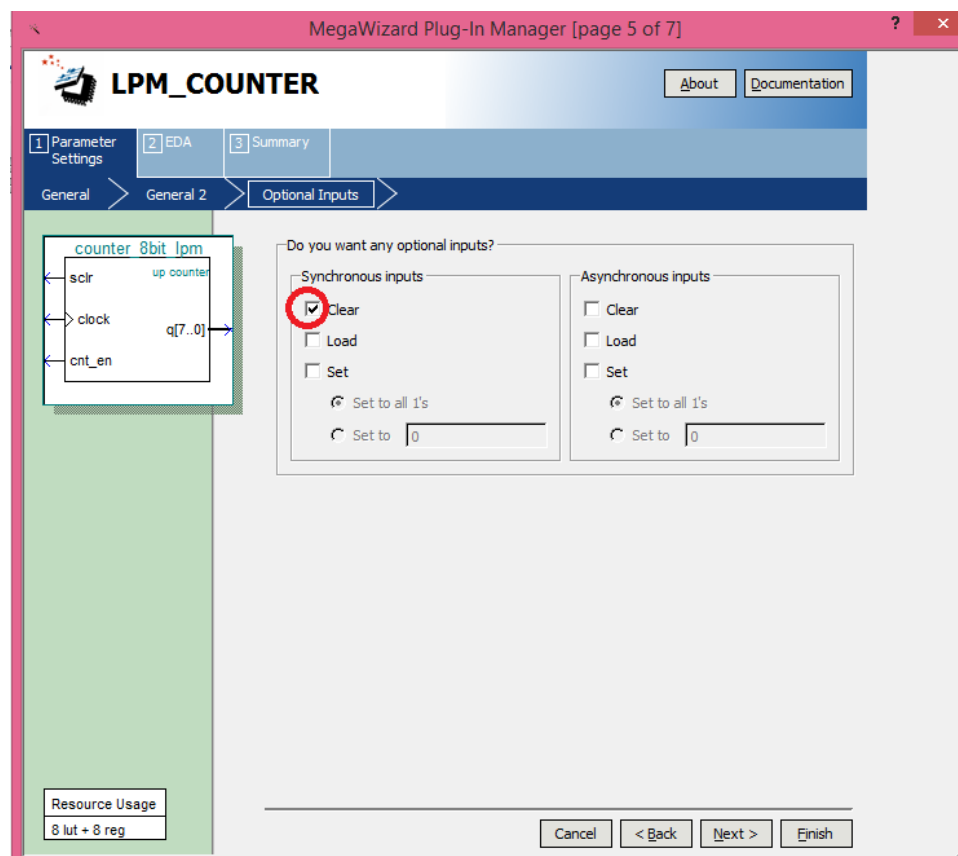 MegaWizard Plug-In Manager [page 5 of 7]
?
LPM_COUNTER
About
Documentation
1 Parameter Settings
2 EDA
3 Summary
General
General 2
Optional Inputs
counter_8bit_lpm
sclr
up counter
clock
q[7..0]
cnt_en
Do you want any optional inputs?
Synchronous inputs
Clear
Load
Set
Set to all 1's
Set to 0
Asynchronous inputs
Clear
Load
Set
Set to all 1's
Set to 0
Resource Usage
8 lut + 8 reg
Cancel
< Back
Next >
Finish